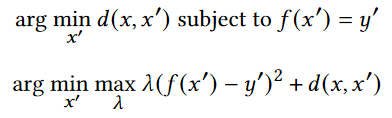 arg min x′ d(x, x′) subject to f(x′) = y′
arg min x′ max λ λ(f(x′) − y′)² + d(x, x′)